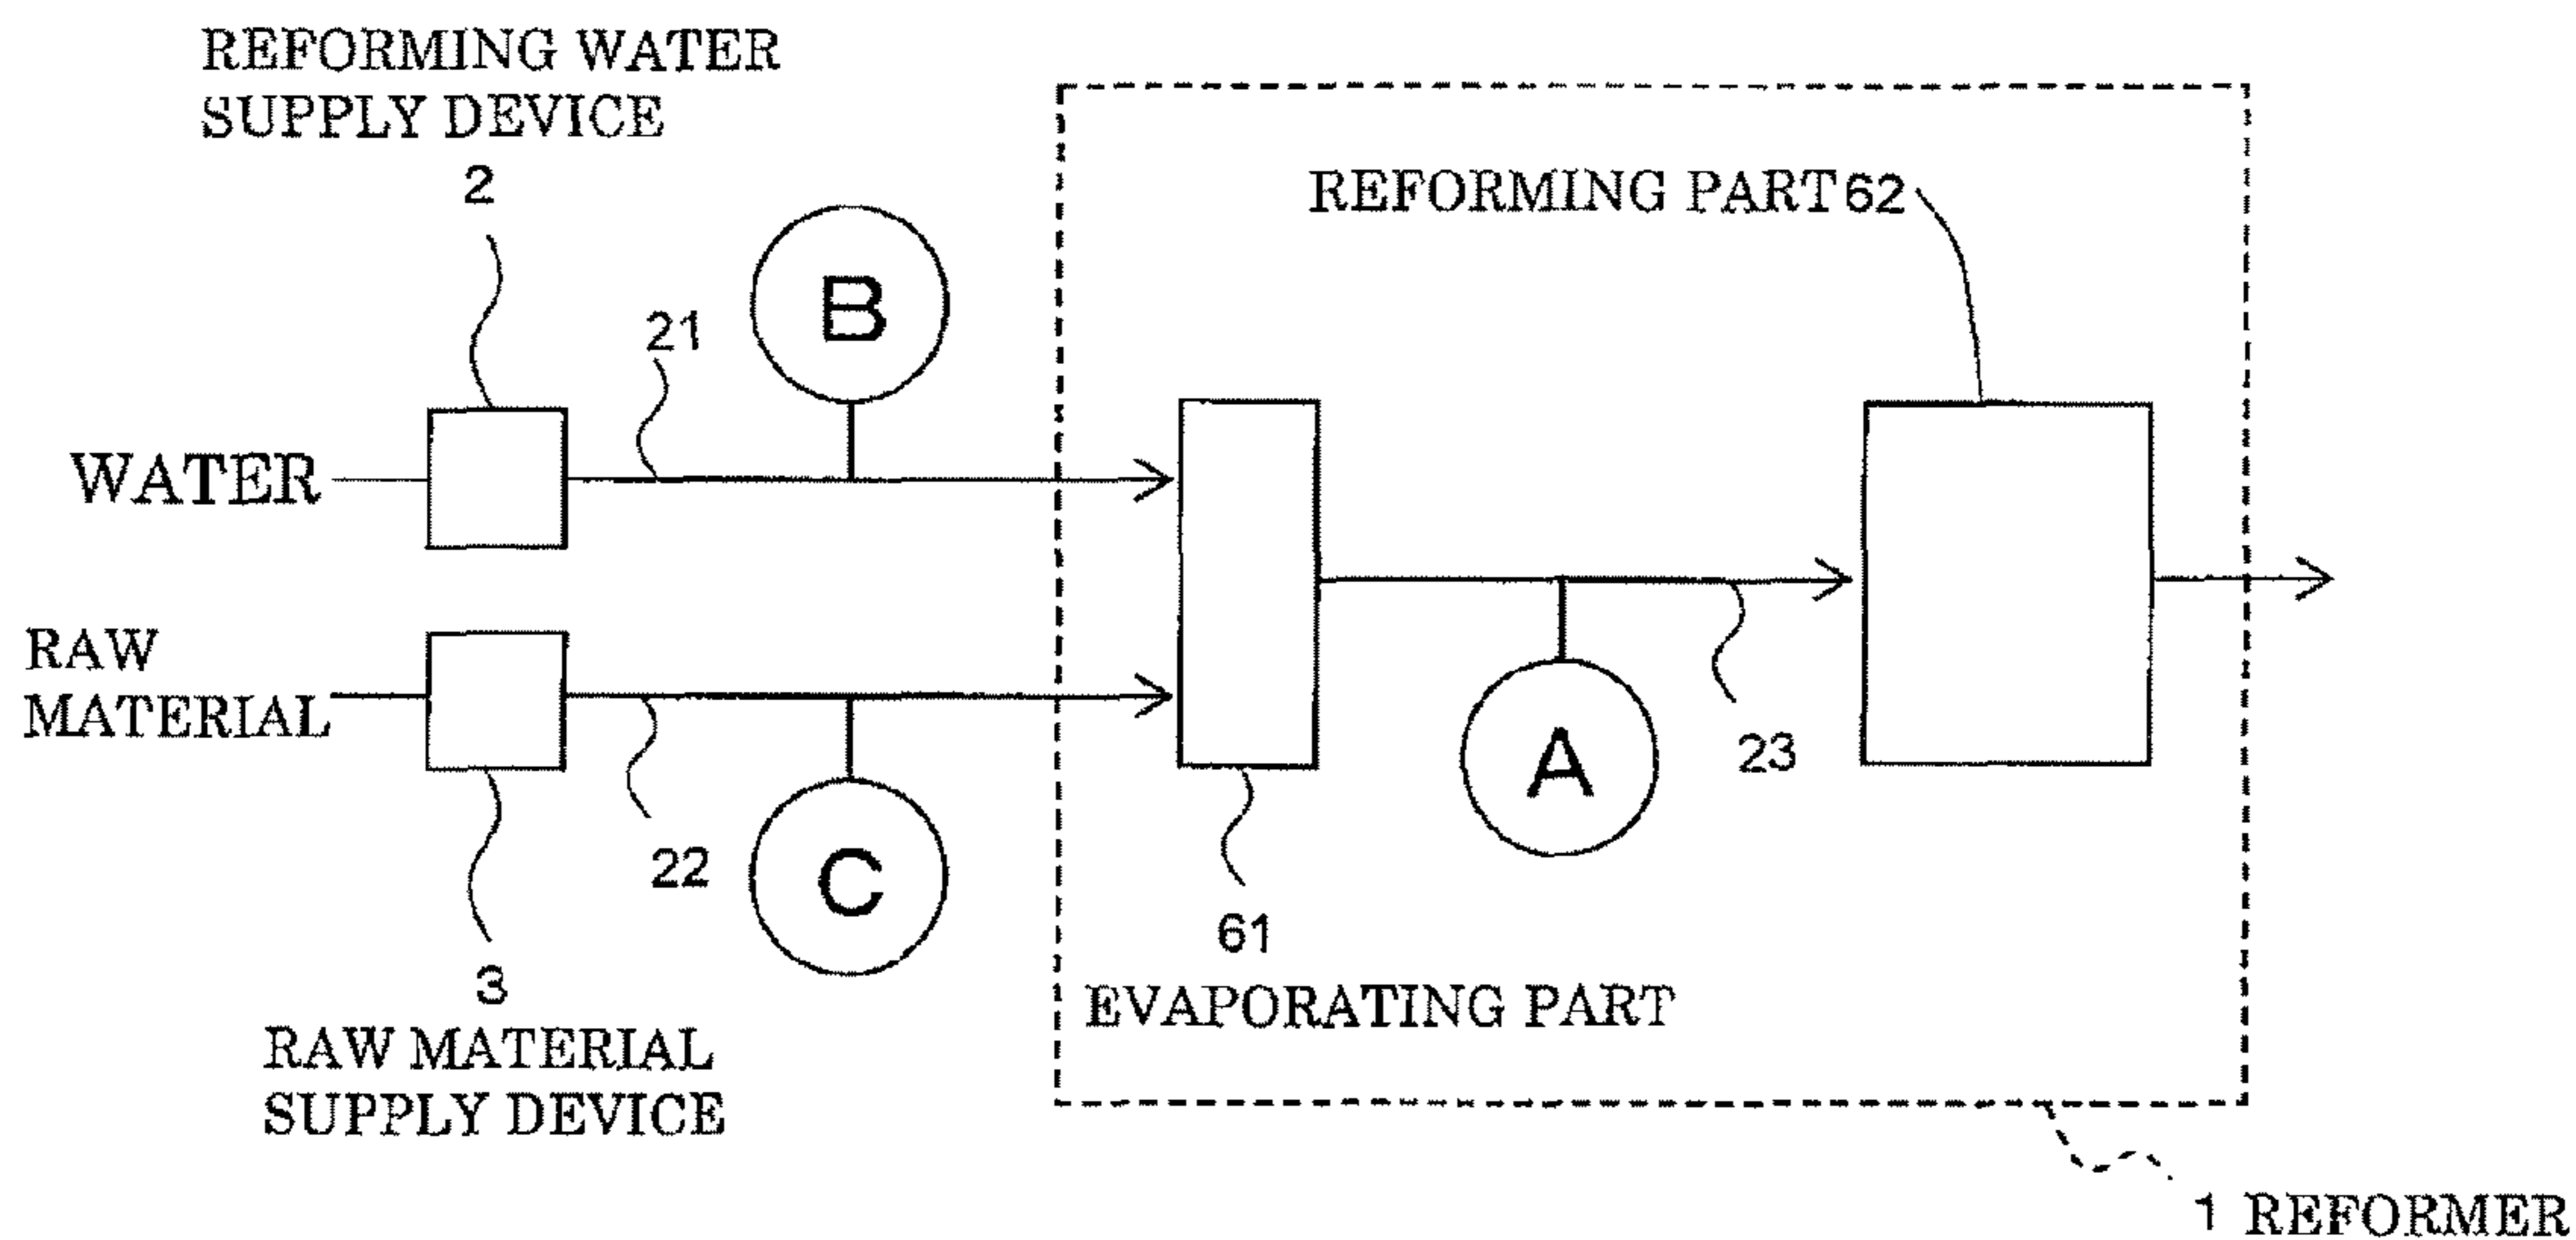 REFORMING WATER
SUPPLY DEVICE
2
REFORMING PART 62
B
21
WATER
RAW
MATERIAL
A
23
22
C
61
EVAPORATING PART
3
RAW MATERIAL
SUPPLY DEVICE
1 REFORMER